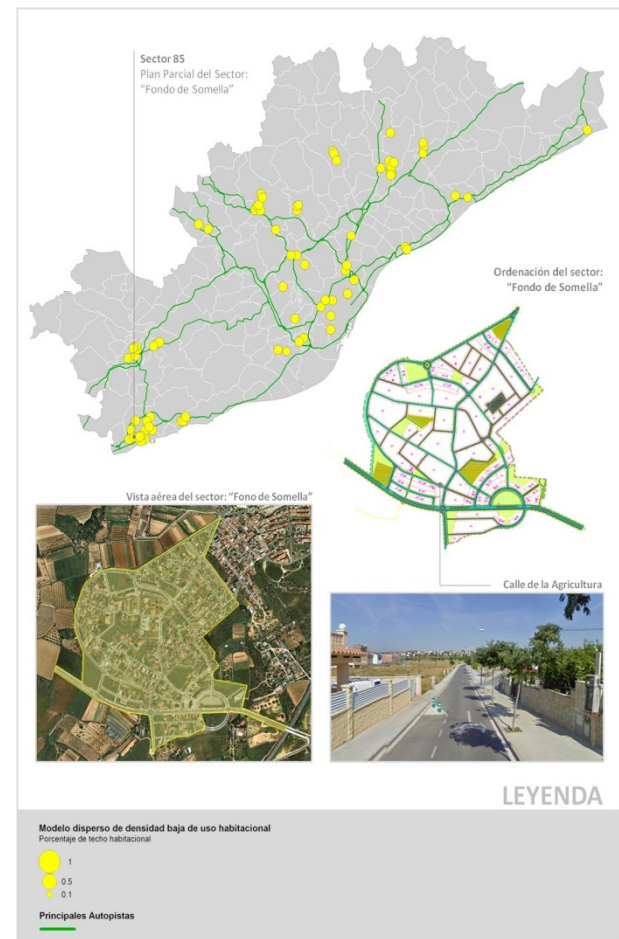 Sector 85
Plan Parcial del Sector:
"Fondo de Somella"
Ordenación del sector:
"Fondo de Somella"
Vista aérea del sector: "Fono de Somella"
Calle de la Agricultura
LEYENDA
Modelo disperso de densidad baja de uso habitacional
Porcentaje de techo habitacional
1
0.5
0.1
Principales Autopistas